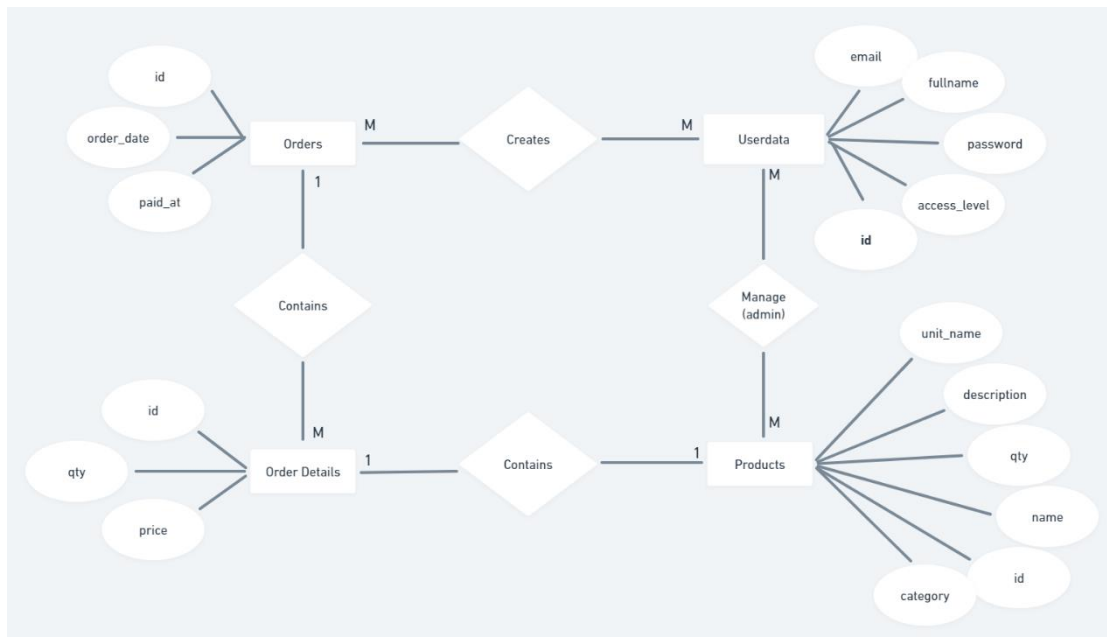 email
id
fullname
M
M
order_date
Orders
Creates
Userdata
password
1
M
paid_at
access_level
id
Contains
Manage
(admin)
unit_name
description
id
M
M
qty
1
1
qty
Order Details
Contains
Products
name
price
id
category